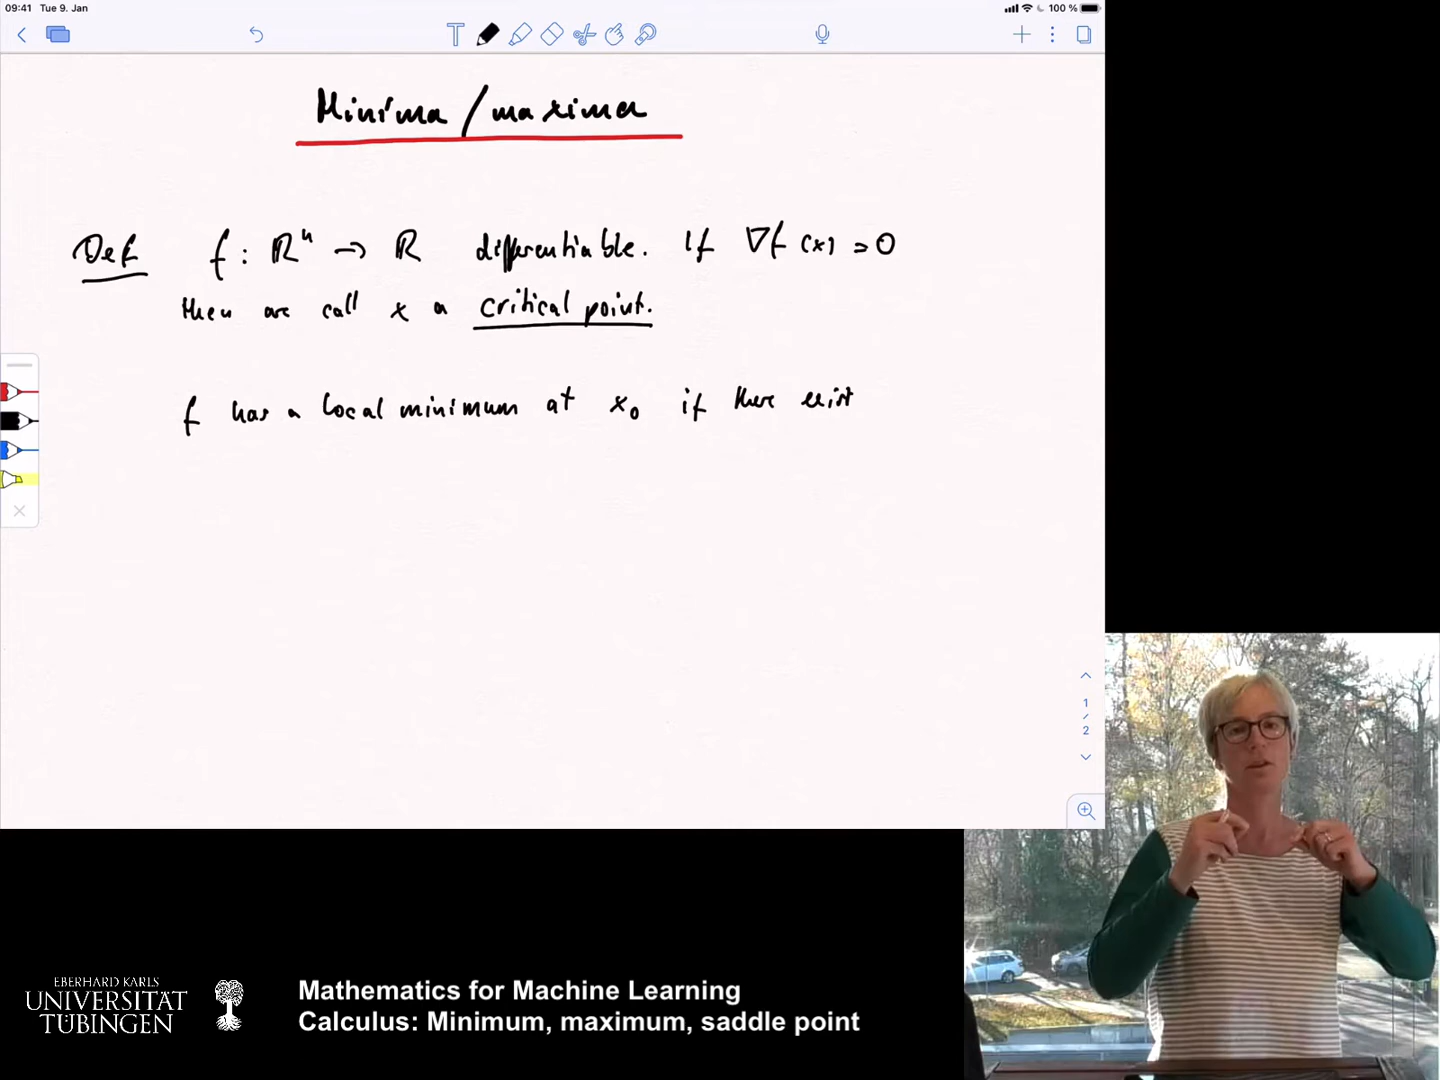 09:41 Tue 9. Jan
100 %
Minima / maxima
Def f : ℝⁿ → ℝ differentiable. If ∇f (x) = 0
then we call x a critical point.
f has a local minimum at x₀ if there exist
1
/
2
EBERHARD KARLS
UNIVERSITÄT
TÜBINGEN
Mathematics for Machine Learning
Calculus: Minimum, maximum, saddle point